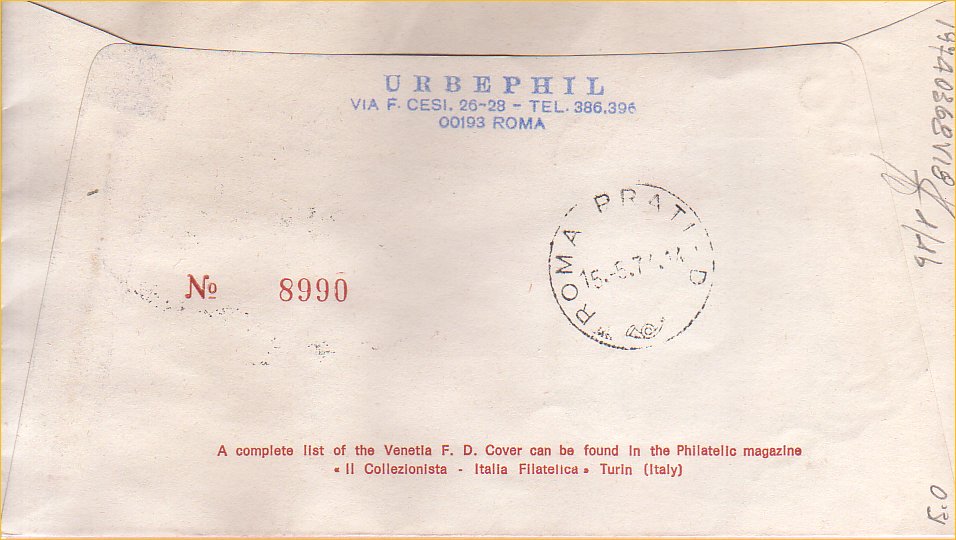 URBEPHIL
VIA F. CESI, 26-28 - TEL. 386.396
00193 ROMA
ROMA PRATI - D
No 8990
A complete list of the Venetia F. D. Cover can be found in the Philatelic magazine
« Il Collezionista - Italia Filatelica » Turin (Italy)